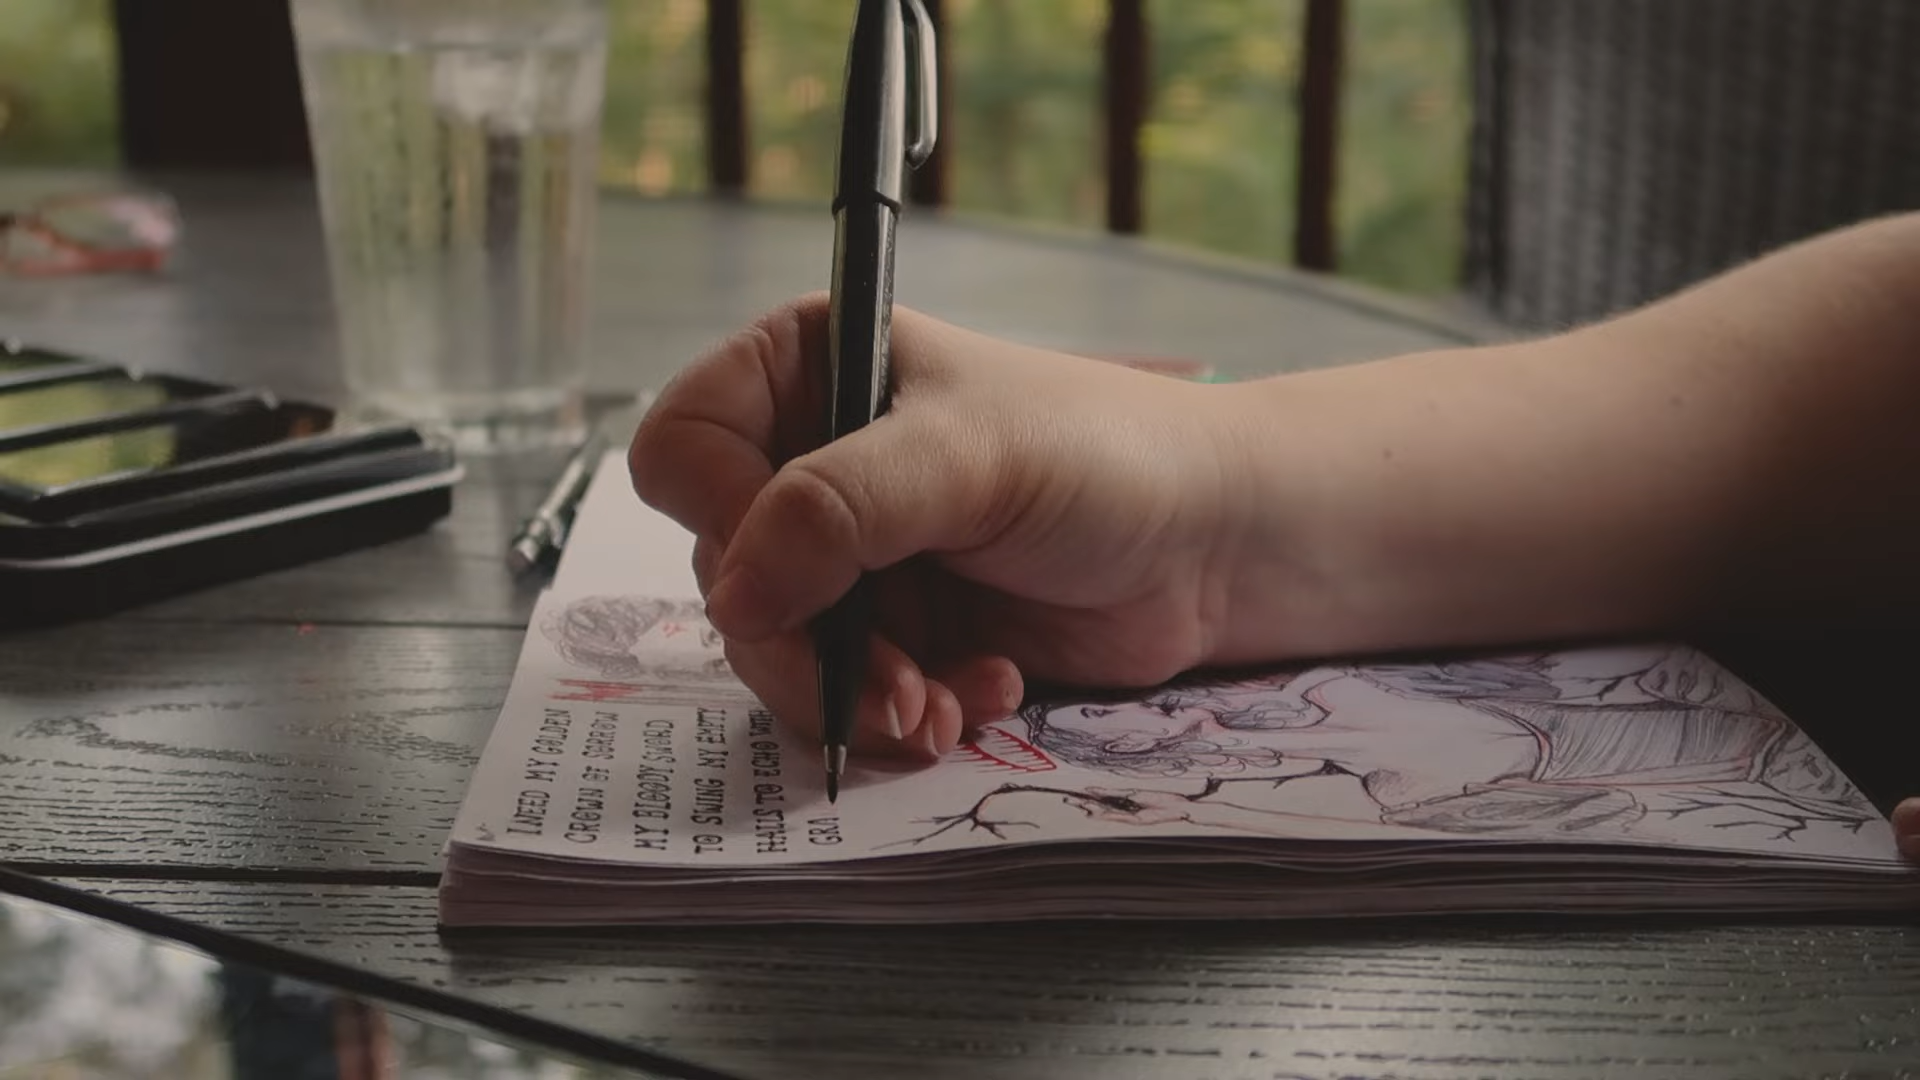 I NEED MY GOLDEN
CROWN OF SORROW
MY BLOODY SWORD
TO SWING MY EMPTY
HALLS TO ECHO WITH
GRA